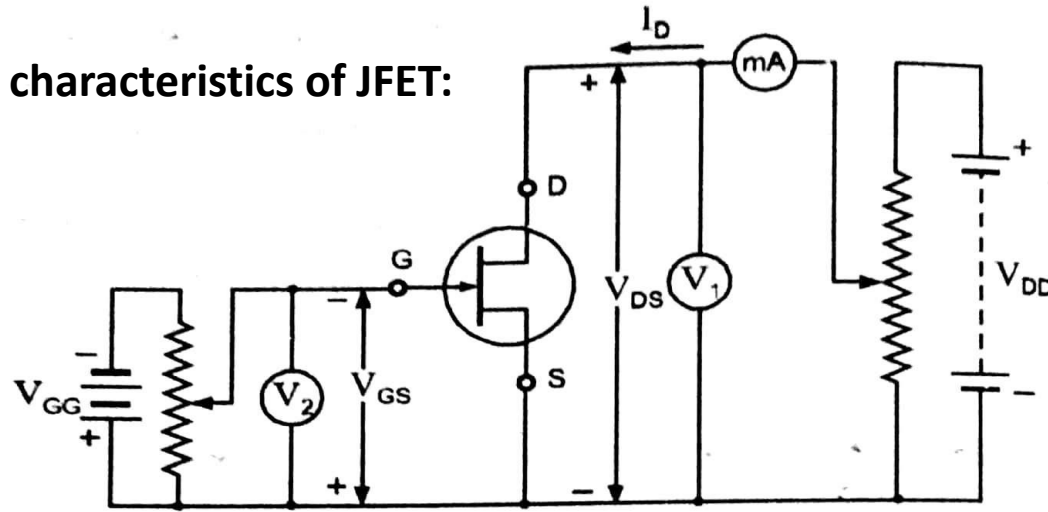 characteristics of JFET:
I_D
mA
+
+
D
G
V_DS
V_1
V_DD
−
−
V_GG
V_2
V_GS
S
−
+
+
−